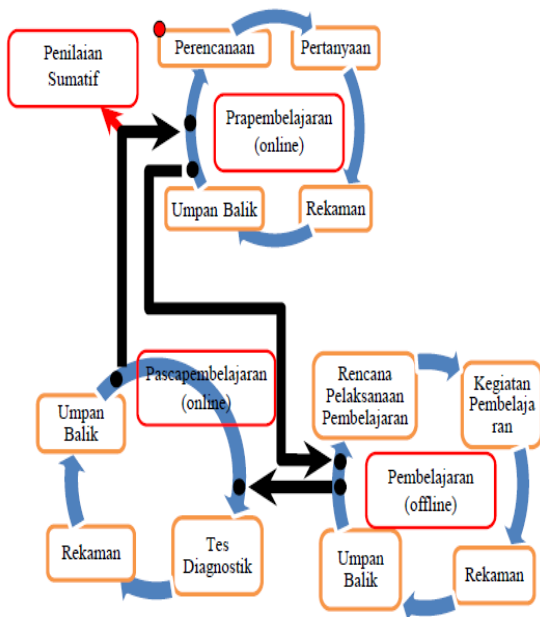 Penilaian
Sumatif
Perencanaan
Pertanyaan
Prapembelajaran
(online)
Umpan Balik
Rekaman
Pascapembelajaran
(online)
Umpan
Balik
Rekaman
Tes
Diagnostik
Rencana
Pelaksanaan
Pembelajaran
Kegiatan
Pembelaja
ran
Pembelajaran
(offline)
Umpan
Balik
Rekaman